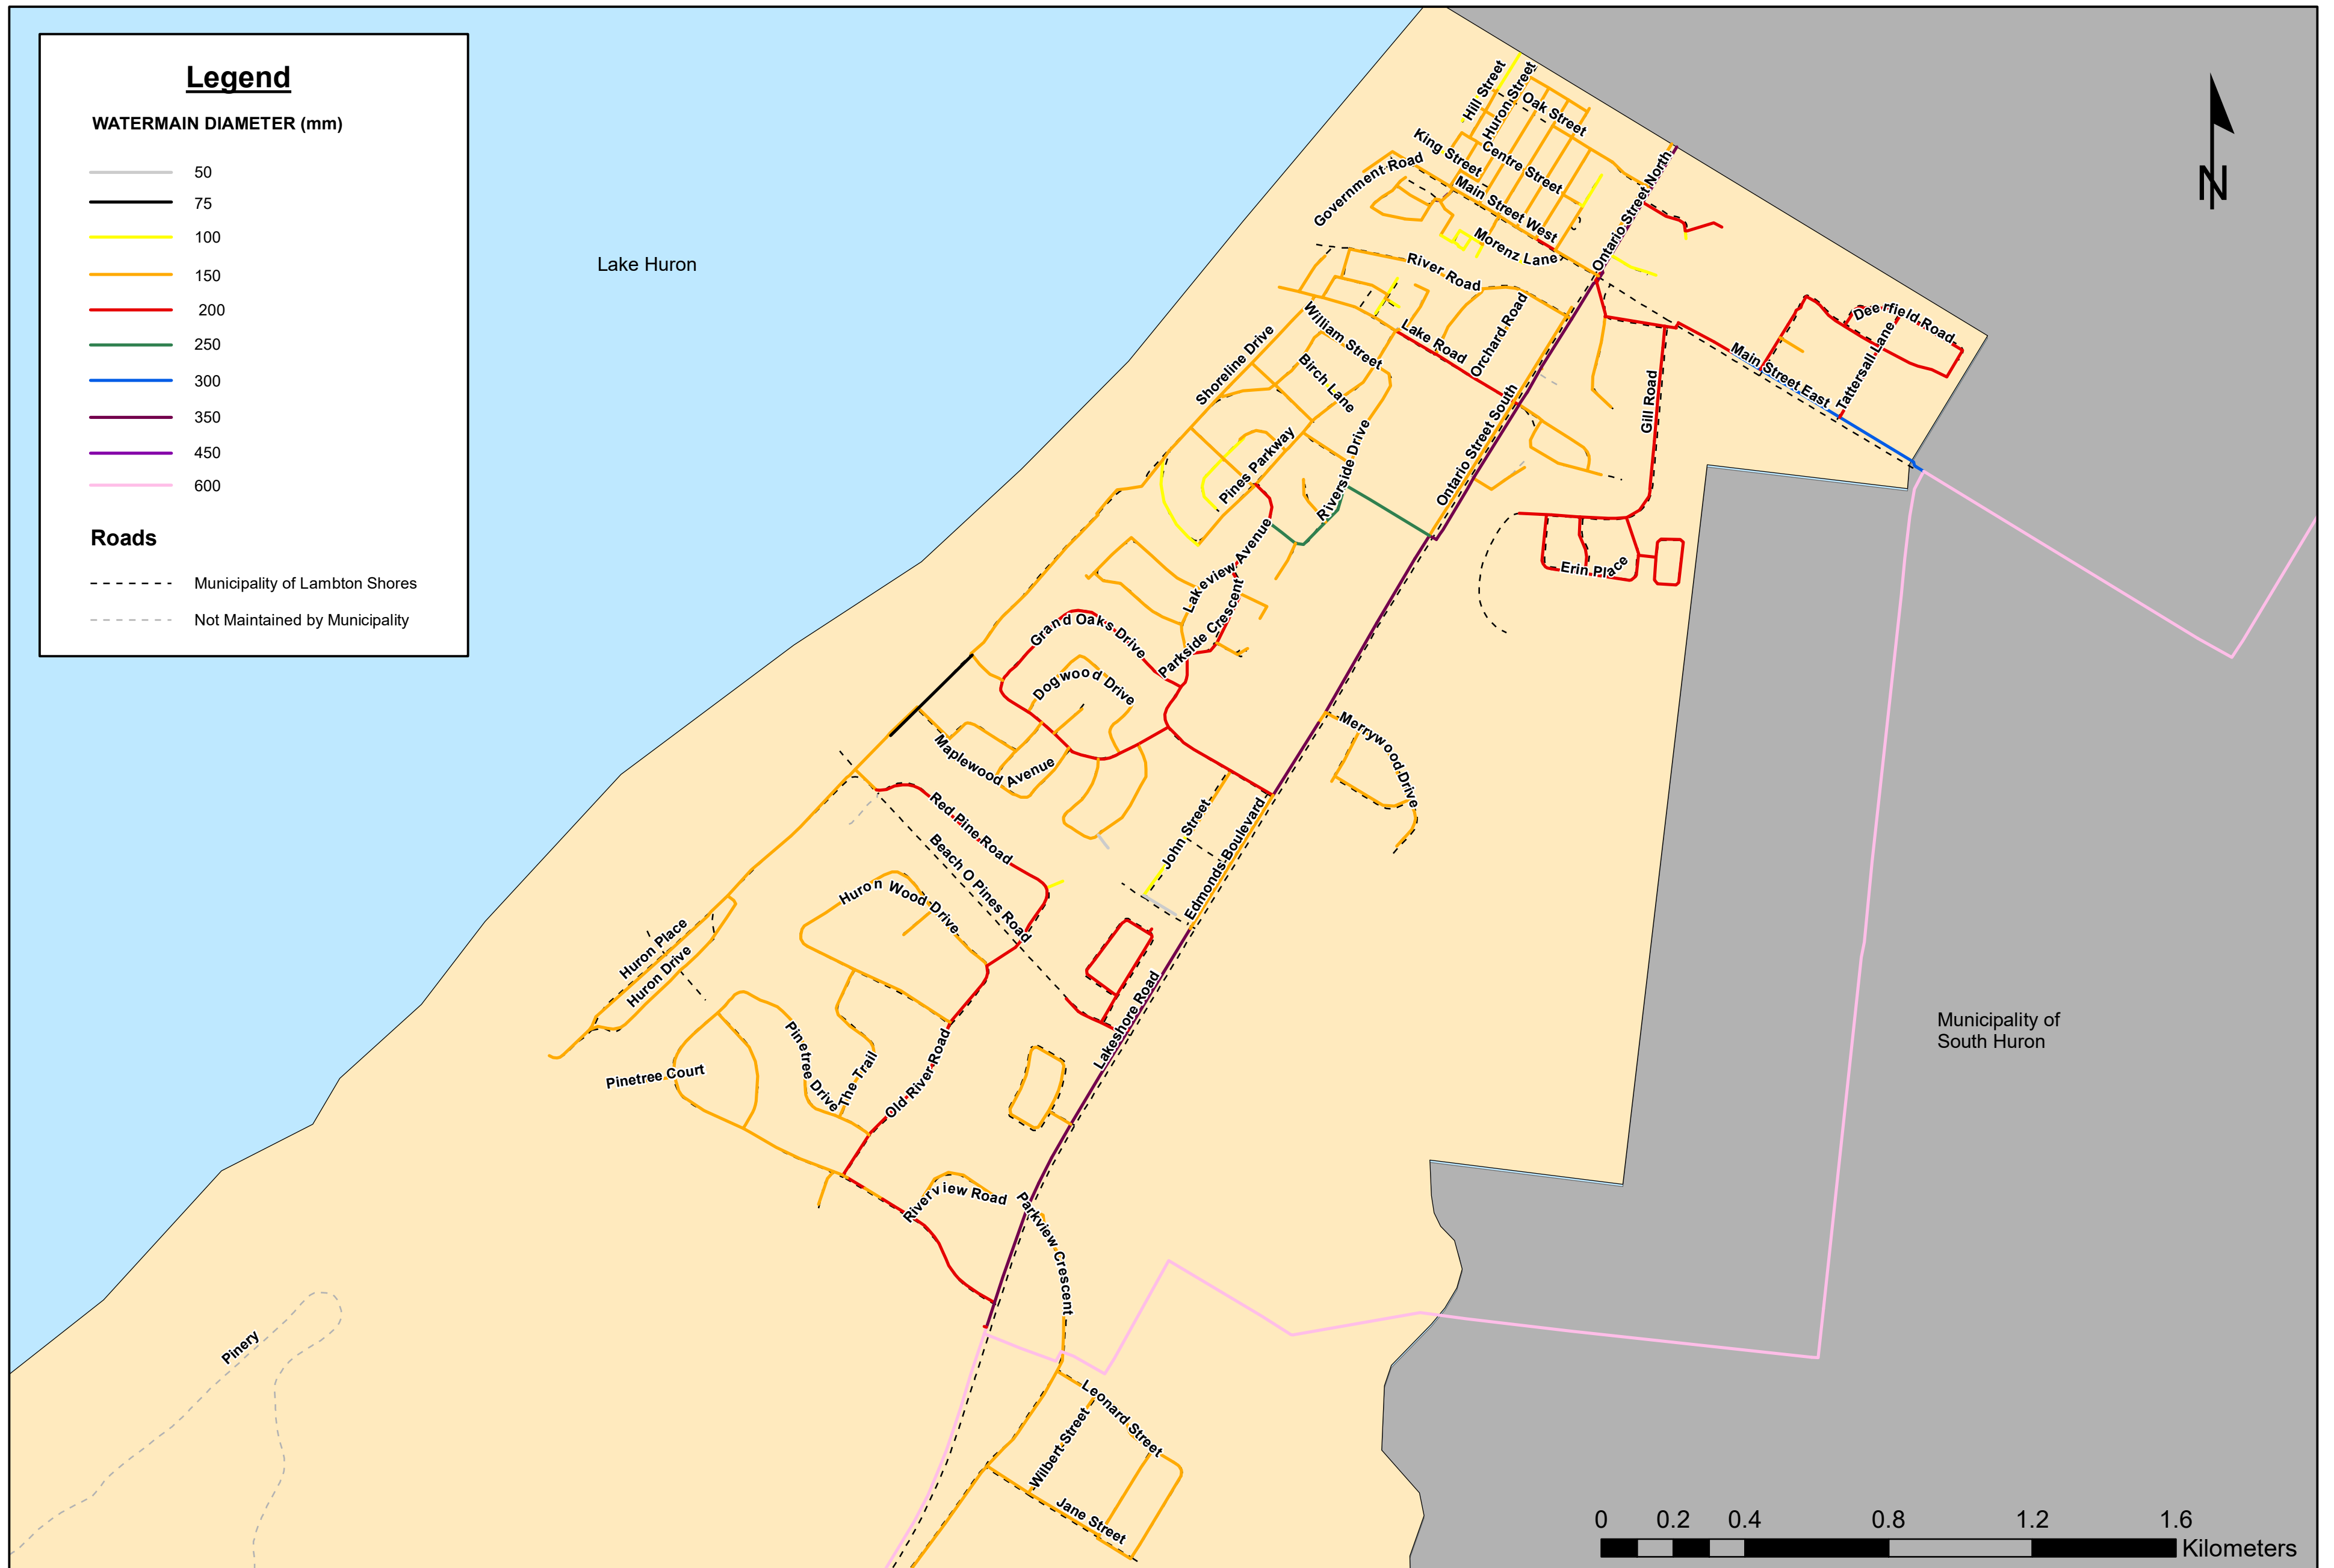 Legend
WATERMAIN DIAMETER (mm)
50
75
100
150
200
250
300
350
450
600
Roads
Municipality of Lambton Shores
Not Maintained by Municipality
Lake Huron
N
Hill Street
Huron Street
Oak Street
King Street
Centre Street
Government Road
Main Street West
Morenz Lane
Ontario Street North
River Road
Orchard Road
Lake Road
William Street
Birch Lane
Shoreline Drive
Deerfield Road
Tattersall Lane
Main Street East
Gill Road
Ontario Street South
Riverside Drive
Pines Parkway
Erin Place
Lakeview Avenue
Parkside Crescent
Grand Oaks Drive
Dogwood Drive
Maplewood Avenue
Merrywood Drive
Red Pine Road
John Street
Edmonds Boulevard
Beach O Pines Road
Huron Wood Drive
Huron Place
Huron Drive
Lakeshore Road
Pinetree Drive
The Trail
Old River Road
Pinetree Court
Municipality of
South Huron
Riverview Road
Parkview Crescent
Pinery
Leonard Street
Wilbert Street
Jane Street
0 0.2 0.4 0.8 1.2 1.6
Kilometers